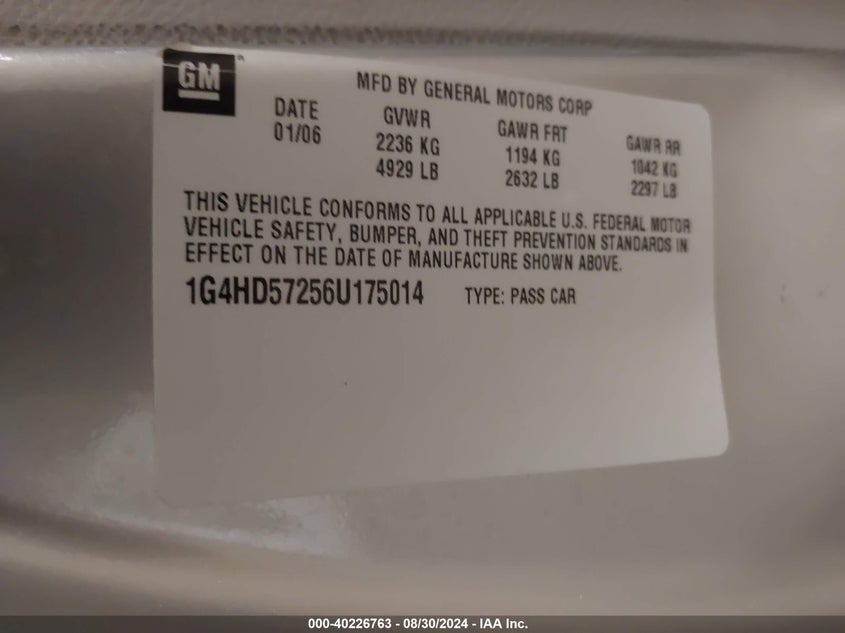 GM
MFD BY GENERAL MOTORS CORP
DATE GVWR GAWR FRT GAWR RR
01/06 2236 KG 1194 KG 1042 KG
4929 LB 2632 LB 2297 LB
THIS VEHICLE CONFORMS TO ALL APPLICABLE U.S. FEDERAL MOTOR
VEHICLE SAFETY, BUMPER, AND THEFT PREVENTION STANDARDS IN
EFFECT ON THE DATE OF MANUFACTURE SHOWN ABOVE.
1G4HD57256U175014 TYPE: PASS CAR
000-40226763 - 08/30/2024 - IAA Inc.